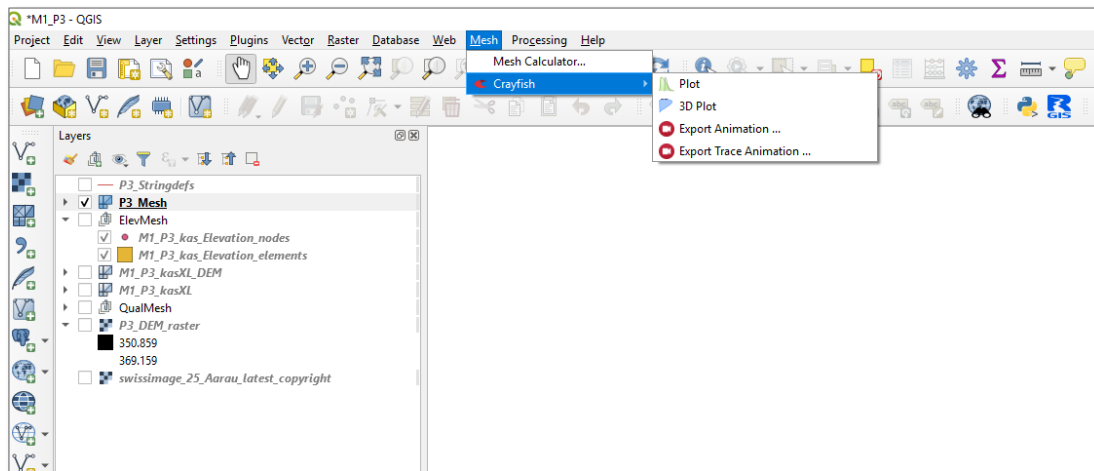 *M1_P3 - QGIS
Project Edit View Layer Settings Plugins Vector Raster Database Web Mesh Processing Help
Mesh Calculator...
Crayfish
Plot
3D Plot
Export Animation ...
Export Trace Animation ...
Layers
P3_Stringdefs
P3_Mesh
ElevMesh
M1_P3_kas_Elevation_nodes
M1_P3_kas_Elevation_elements
M1_P3_kasXL_DEM
M1_P3_kasXL
QualMesh
P3_DEM_raster
350.859
369.159
swissimage_25_Aarau_latest_copyright